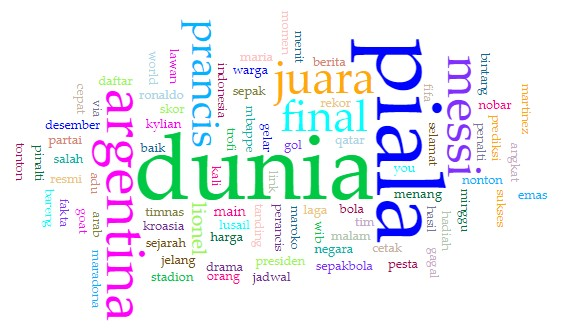 dunia
piala
argentina
messi
prancis
juara
final
lionel
momen
menit
maria
berita
lawan
world
daftar
ronaldo
cepat
via
skor
desember
kylian
partai
baik
salah
tonton
pinalti
resmi
adu
bareng
fakta
goat
arab
maradona
indonesia
warga
sepak
mbappe
trofi
gelar
gol
rekor
qatar
kali
link
fifa
selamat
you
bintang
nobar
martinez
prediksi
penalti
angkat
nonton
menang
minggu
sukses
emas
timnas
kroasia
sejarah
jelang
stadion
main
lusail
harga
drama
orang
tanding
perancis
presiden
jadwal
maroko
laga
wib
negara
sepakbola
bola
tim
malam
cetak
pesta
hasil
hadiah
gagal